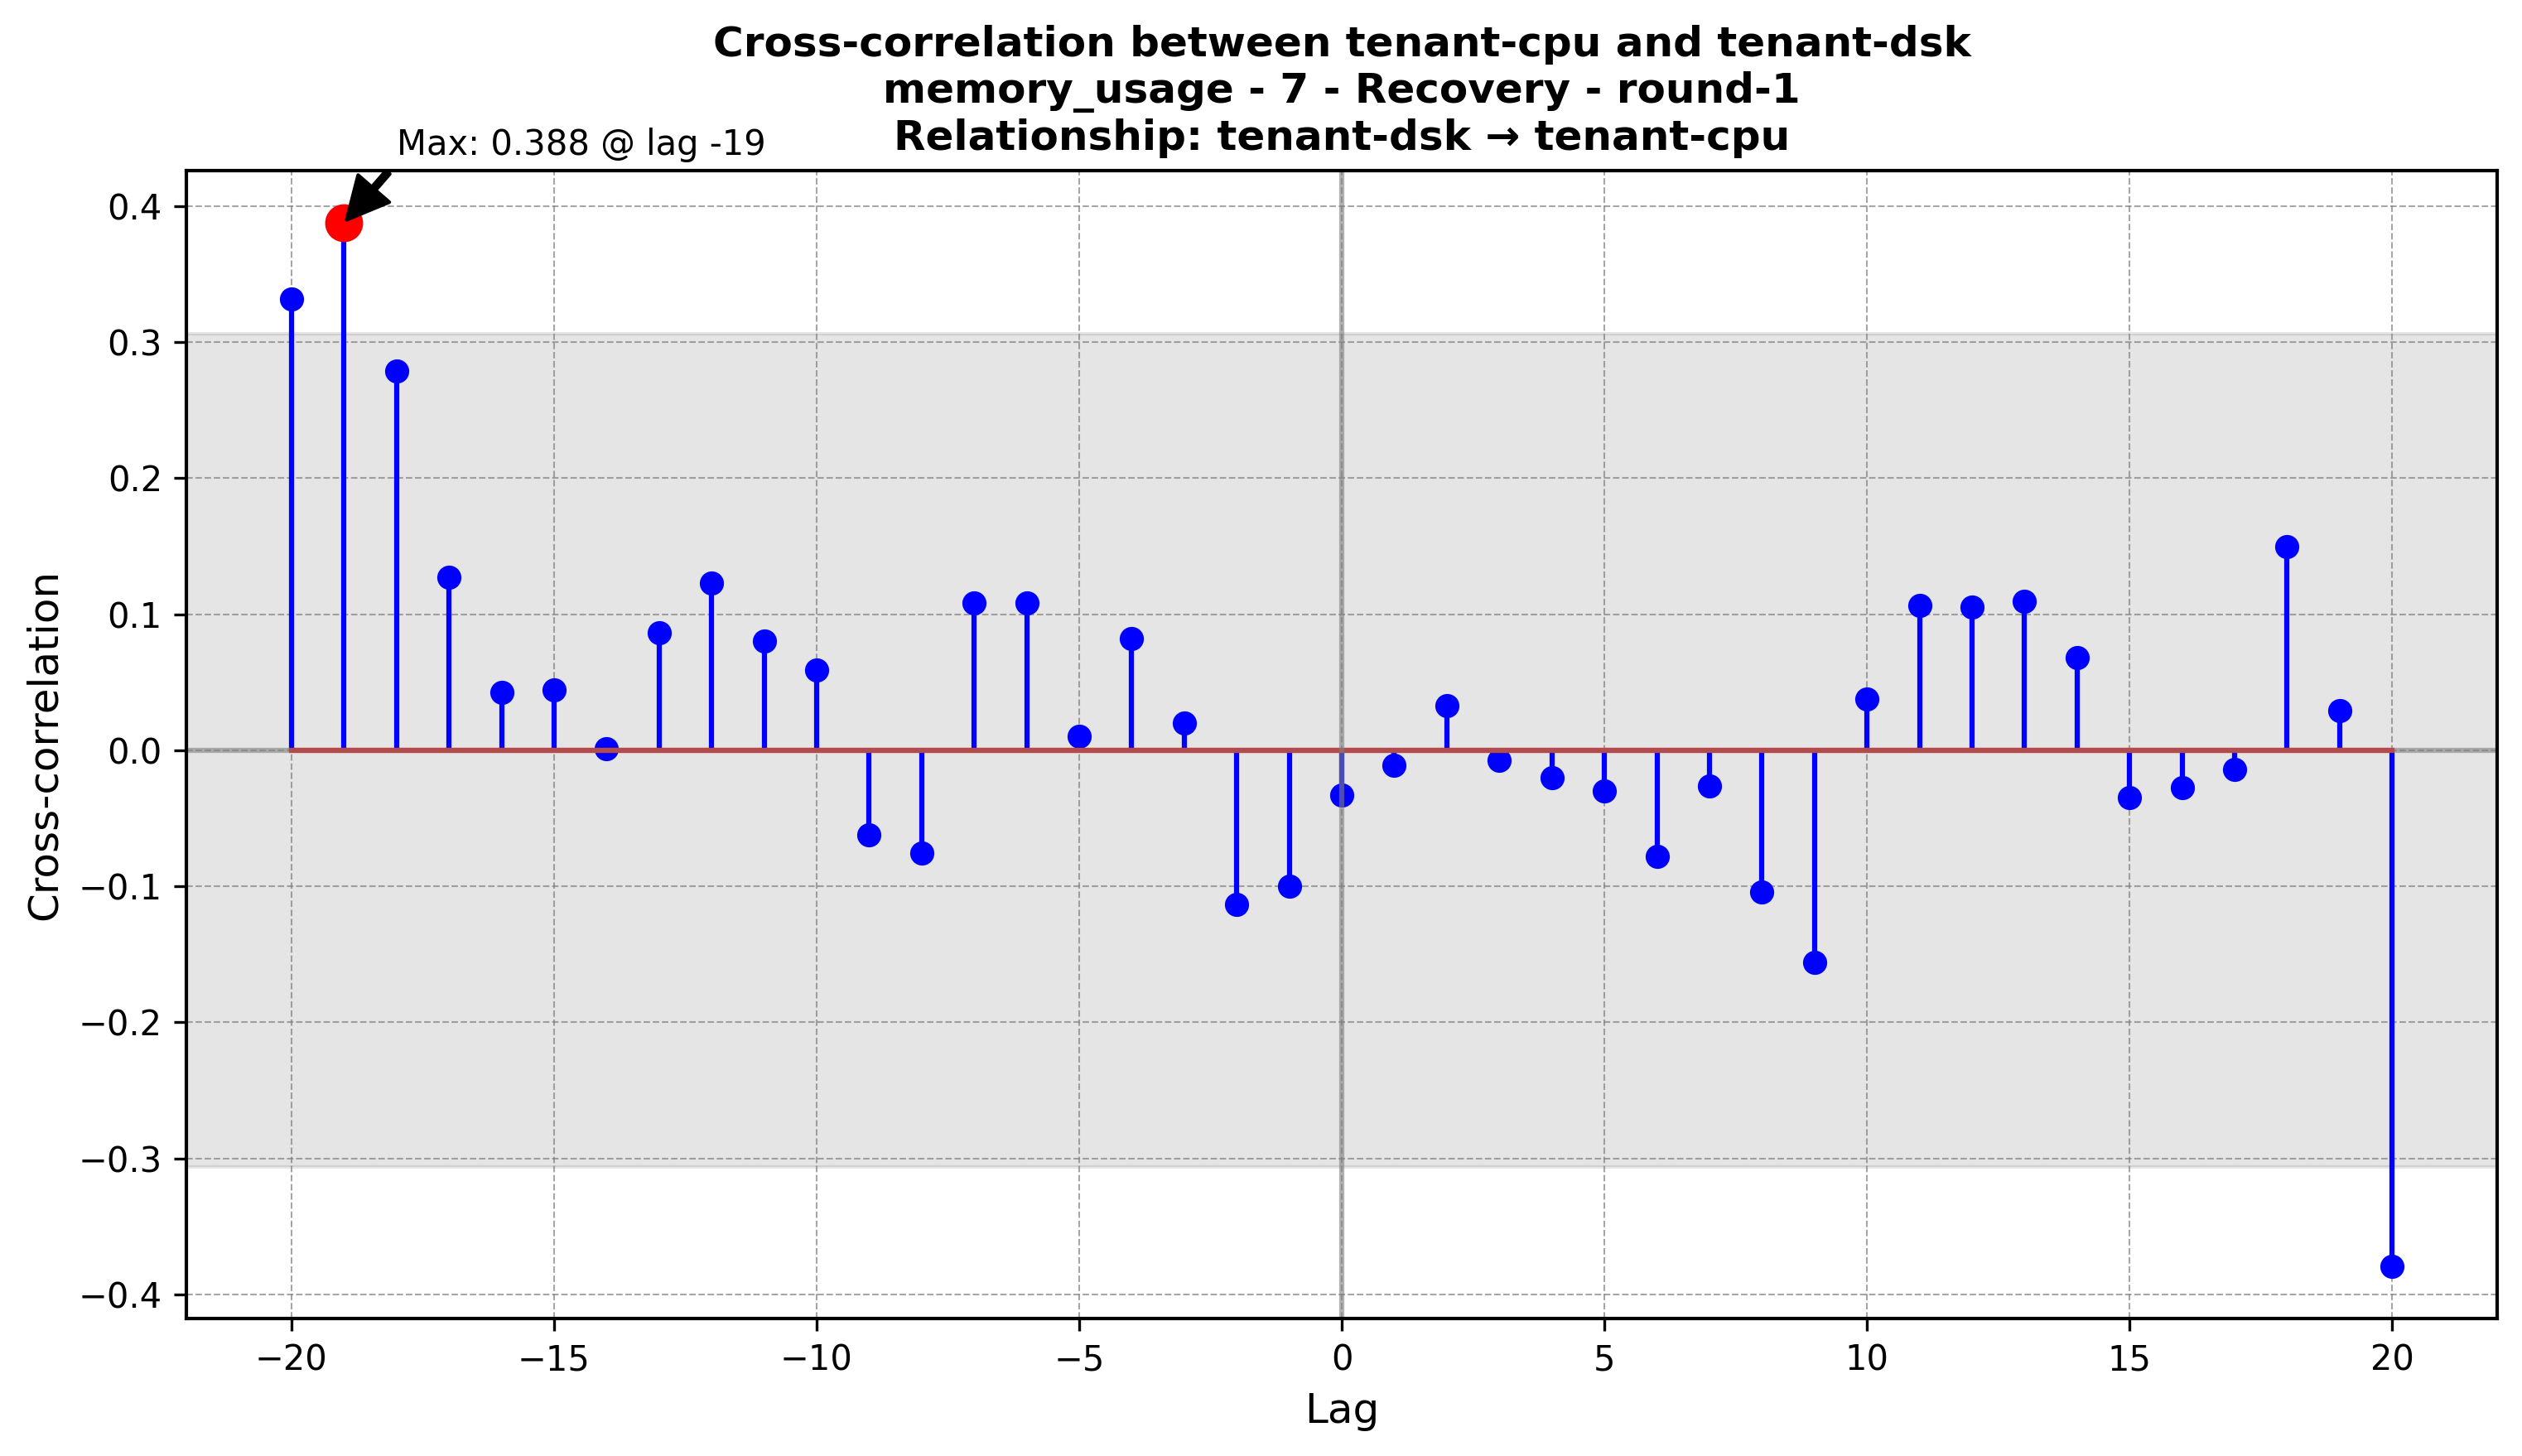 Cross-correlation between tenant-cpu and tenant-dsk
memory_usage - 7 - Recovery - round-1
Relationship: tenant-dsk → tenant-cpu
Max: 0.388 @ lag -19
0.4
0.3
0.2
0.1
0.0
−0.1
−0.2
−0.3
−0.4
Cross-correlation
−20 −15 −10 −5 0 5 10 15 20
Lag